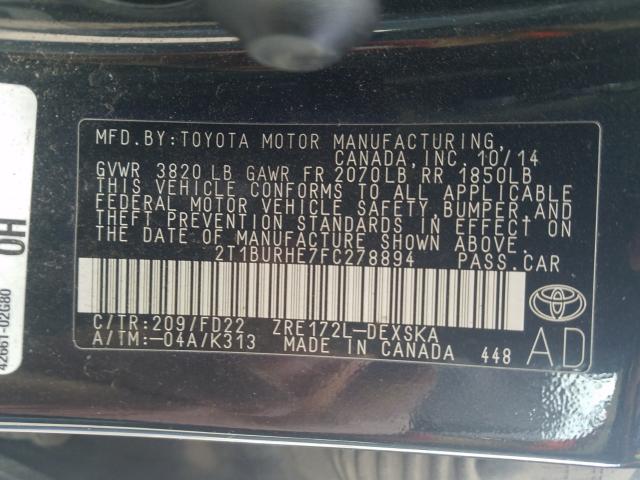 MFD.BY:TOYOTA MOTOR MANUFACTURING,
CANADA, INC. 10/14
GVWR 3820 LB GAWR FR 2070LB RR 1850LB
THIS VEHICLE CONFORMS TO ALL APPLICABLE
FEDERAL MOTOR VEHICLE SAFETY, BUMPER, AND
THEFT PREVENTION STANDARDS IN EFFECT ON
THE DATE OF MANUFACTURE SHOWN ABOVE.
2T1BURHE7FC278894 PASS.CAR
C/TR:209/FD22 ZRE172L-DEXSKA
A/TM:-04A/K313 MADE IN CANADA 448
AD
0H
42661-02G80